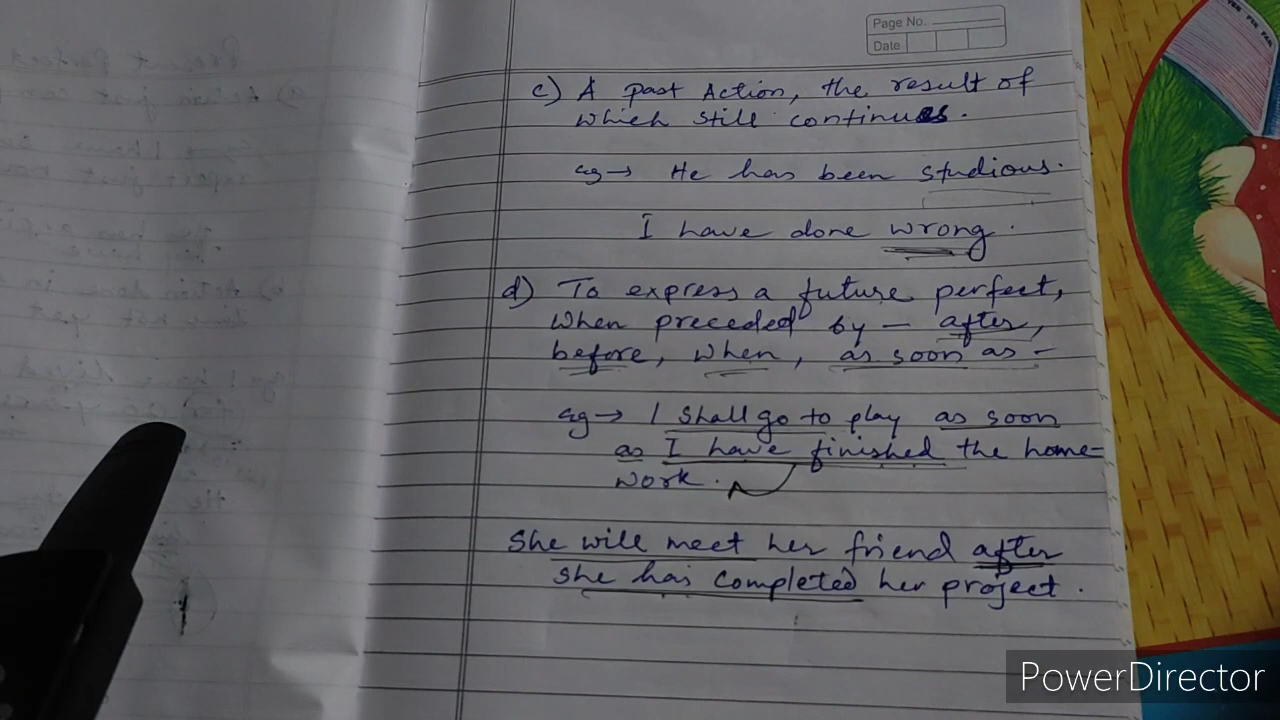 Page No.
Date
c) A past Action, the result of
which still continues.
eg→ He has been studious.
I have done wrong.
d) To express a future perfect,
when preceded by – after,
before, when, as soon as –
eg→ I shall go to play as soon
as I have finished the home=
work.
She will meet her friend after
she has completed her project.
PowerDirector